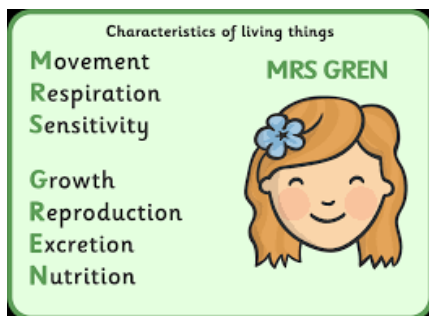 Characteristics of living things
MRS GREN
Movement
Respiration
Sensitivity
Growth
Reproduction
Excretion
Nutrition